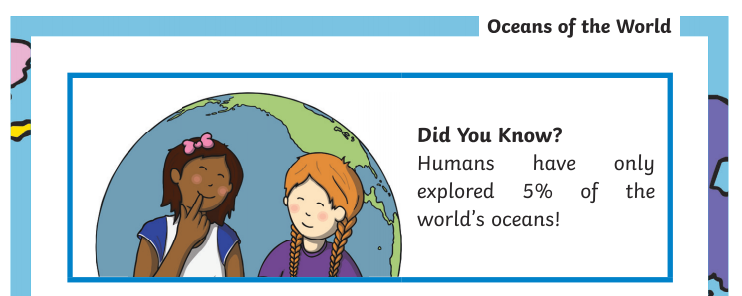 Oceans of the World
Did You Know?
Humans have only
explored 5% of the
world's oceans!